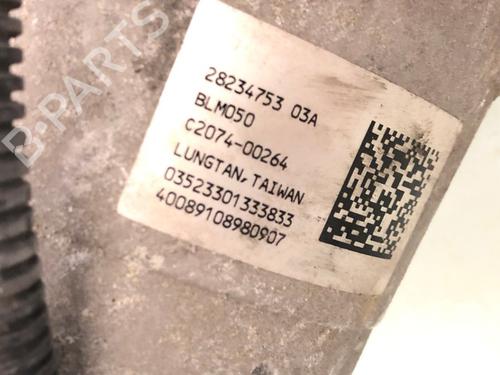 B-PARTS
28234753 03A
BLM050
C2074-00264
LUNGTAN, TAIWAN
03523301333833
40089108980907